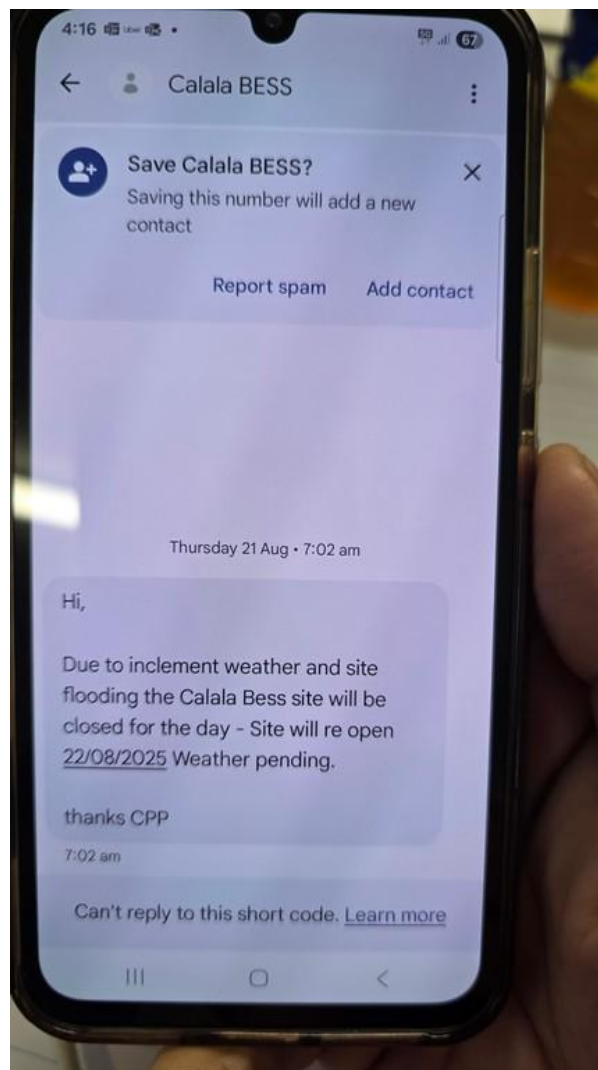 4:16 Uber
5G 67
Calala BESS
Save Calala BESS?
Saving this number will add a new
contact
Report spam Add contact
Thursday 21 Aug • 7:02 am
Hi,
Due to inclement weather and site
flooding the Calala Bess site will be
closed for the day - Site will re open
22/08/2025 Weather pending.
thanks CPP
7:02 am
Can't reply to this short code. Learn more